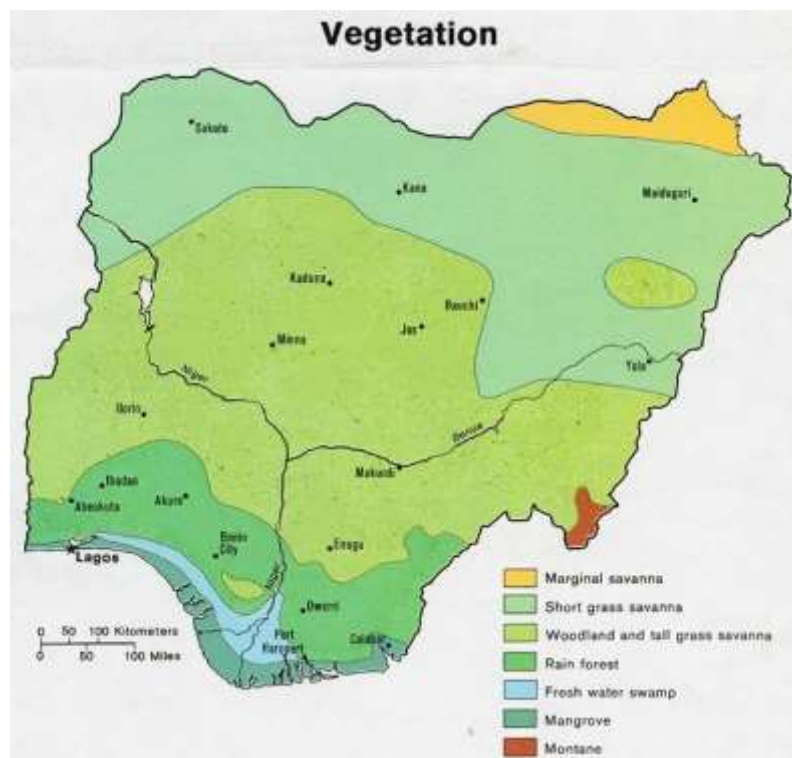 Vegetation
Sokoto
Kano
Maiduguri
Kaduna
Bauchi
Jos
Minna
Yola
Niger
Ilorin
Benue
Makurdi
Ibadan
Abeokuta
Akure
Benin
City
Enugu
Lagos
Niger
Owerri
Port
Harcourt
Calabar
0 50 100 Kilometers
0 50 100 Miles
Marginal savanna
Short grass savanna
Woodland and tall grass savanna
Rain forest
Fresh water swamp
Mangrove
Montane